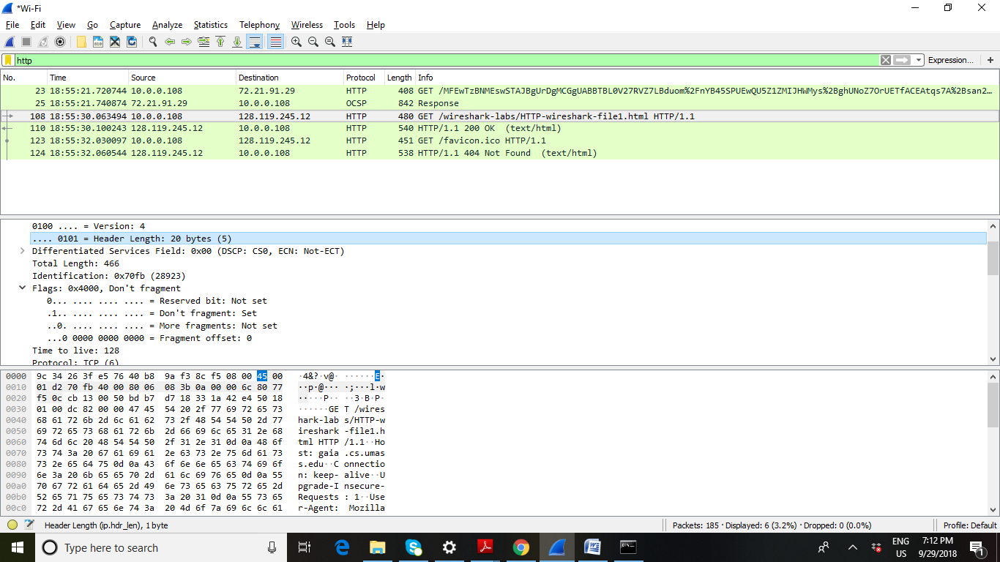 *Wi-Fi
File Edit View Go Capture Analyze Statistics Telephony Wireless Tools Help
http
Expression... +
No. Time Source Destination Protocol Length Info
23 18:55:21.720744 10.0.0.108 72.21.91.29 HTTP 408 GET /MFEwTzBNMEswSTAJBgUrDgMCGgUABBTBL0V27RVZ7LBduom%2FnYB45SPUEwQU5Z1ZMIJHWMys%2BghUNoZ7OrUETfACEAtqs7A%2Bsan2…
25 18:55:21.740874 72.21.91.29 10.0.0.108 OCSP 842 Response
108 18:55:30.063494 10.0.0.108 128.119.245.12 HTTP 480 GET /wireshark-labs/HTTP-wireshark-file1.html HTTP/1.1
110 18:55:30.100243 128.119.245.12 10.0.0.108 HTTP 540 HTTP/1.1 200 OK (text/html)
123 18:55:32.030097 10.0.0.108 128.119.245.12 HTTP 451 GET /favicon.ico HTTP/1.1
124 18:55:32.060544 128.119.245.12 10.0.0.108 HTTP 538 HTTP/1.1 404 Not Found (text/html)
0100 .... = Version: 4
.... 0101 = Header Length: 20 bytes (5)
Differentiated Services Field: 0x00 (DSCP: CS0, ECN: Not-ECT)
Total Length: 466
Identification: 0x70fb (28923)
Flags: 0x4000, Don't fragment
0... .... .... .... = Reserved bit: Not set
.1.. .... .... .... = Don't fragment: Set
..0. .... .... .... = More fragments: Not set
...0 0000 0000 0000 = Fragment offset: 0
Time to live: 128
Protocol: TCP (6)
0000 9c 34 26 3f e5 76 40 b8 9a f3 8c f5 08 00 45 00 ·4&?·v@· ······E·
0010 01 d2 70 fb 40 00 80 06 08 3b 0a 00 00 6c 80 77 ··p·@··· ·;···l·w
0020 f5 0c cb 13 00 50 bd b7 d7 18 33 1a 42 e4 50 18 ·····P·· ··3·B·P·
0030 01 00 dc 82 00 00 47 45 54 20 2f 77 69 72 65 73 ······GE T /wires
0040 68 61 72 6b 2d 6c 61 62 73 2f 48 54 54 50 2d 77 hark-lab s/HTTP-w
0050 69 72 65 73 68 61 72 6b 2d 66 69 6c 65 31 2e 68 ireshark -file1.h
0060 74 6d 6c 20 48 54 54 50 2f 31 2e 31 0d 0a 48 6f tml HTTP /1.1··Ho
0070 73 74 3a 20 67 61 69 61 2e 63 73 2e 75 6d 61 73 st: gaia .cs.umas
0080 73 2e 65 64 75 0d 0a 43 6f 6e 6e 65 63 74 69 6f s.edu··C onnectio
0090 6e 3a 20 6b 65 65 70 2d 61 6c 69 76 65 0d 0a 55 n: keep- alive··U
00a0 70 67 72 61 64 65 2d 49 6e 73 65 63 75 72 65 2d pgrade-I nsecure-
00b0 52 65 71 75 65 73 74 73 3a 20 31 0d 0a 55 73 65 Requests : 1··Use
00c0 72 2d 41 67 65 6e 74 3a 20 4d 6f 7a 69 6c 6c 61 r-Agent: Mozilla
Header Length (ip.hdr_len), 1 byte Packets: 185 · Displayed: 6 (3.2%) · Dropped: 0 (0.0%) Profile: Default
Type here to search
ENG
US
7:12 PM
9/29/2018
1